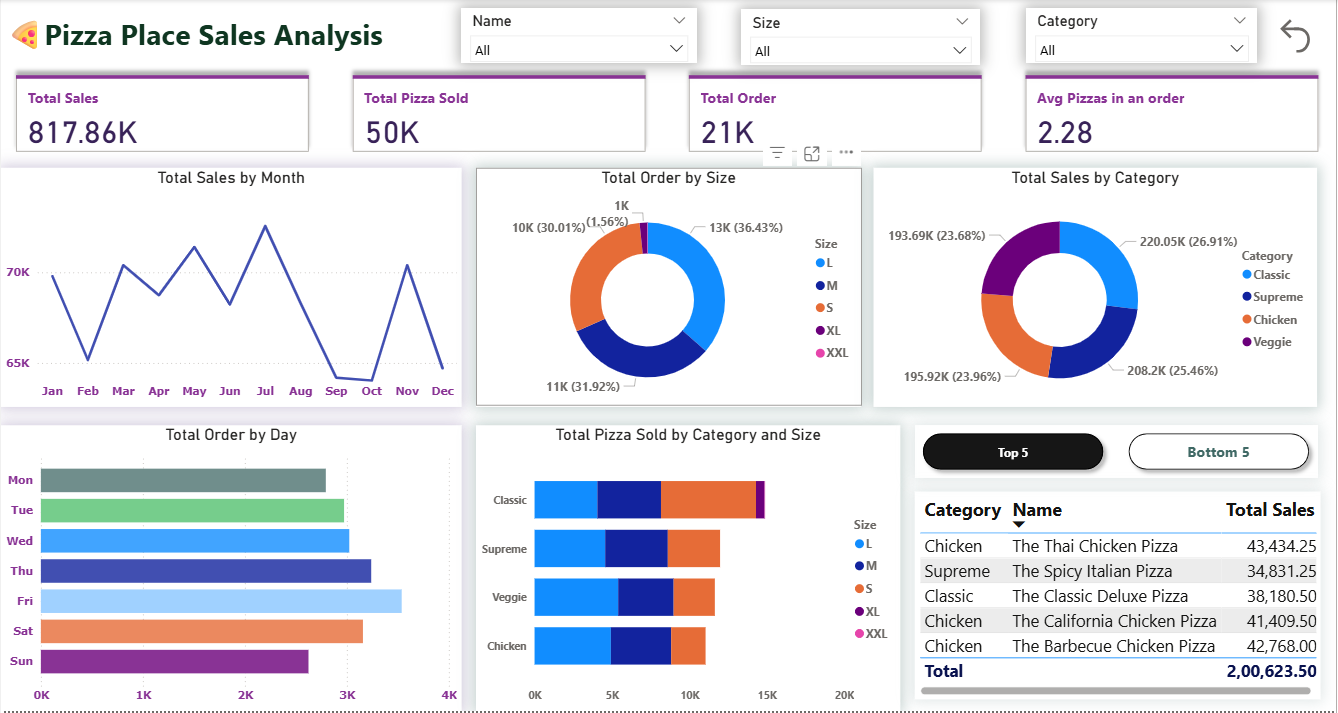 Pizza Place Sales Analysis
Name
All
Size
All
Category
All
Total Sales
817.86K
Total Pizza Sold
50K
Total Order
21K
Avg Pizzas in an order
2.28
Total Sales by Month
70K
65K
Jan Feb Mar Apr May Jun Jul Aug Sep Oct Nov Dec
Total Order by Size
1K
(1.56%)
10K (30.01%)
13K (36.43%)
11K (31.92%)
Size
L
M
S
XL
XXL
Total Sales by Category
193.69K (23.68%)
220.05K (26.91%)
195.92K (23.96%)
208.2K (25.46%)
Category
Classic
Supreme
Chicken
Veggie
Total Order by Day
Mon
Tue
Wed
Thu
Fri
Sat
Sun
0K 1K 2K 3K 4K
Total Pizza Sold by Category and Size
Classic
Supreme
Veggie
Chicken
0K 5K 10K 15K 20K
Size
L
M
S
XL
XXL
Top 5
Bottom 5
Category Name Total Sales
Chicken The Thai Chicken Pizza 43,434.25
Supreme The Spicy Italian Pizza 34,831.25
Classic The Classic Deluxe Pizza 38,180.50
Chicken The California Chicken Pizza 41,409.50
Chicken The Barbecue Chicken Pizza 42,768.00
Total 2,00,623.50